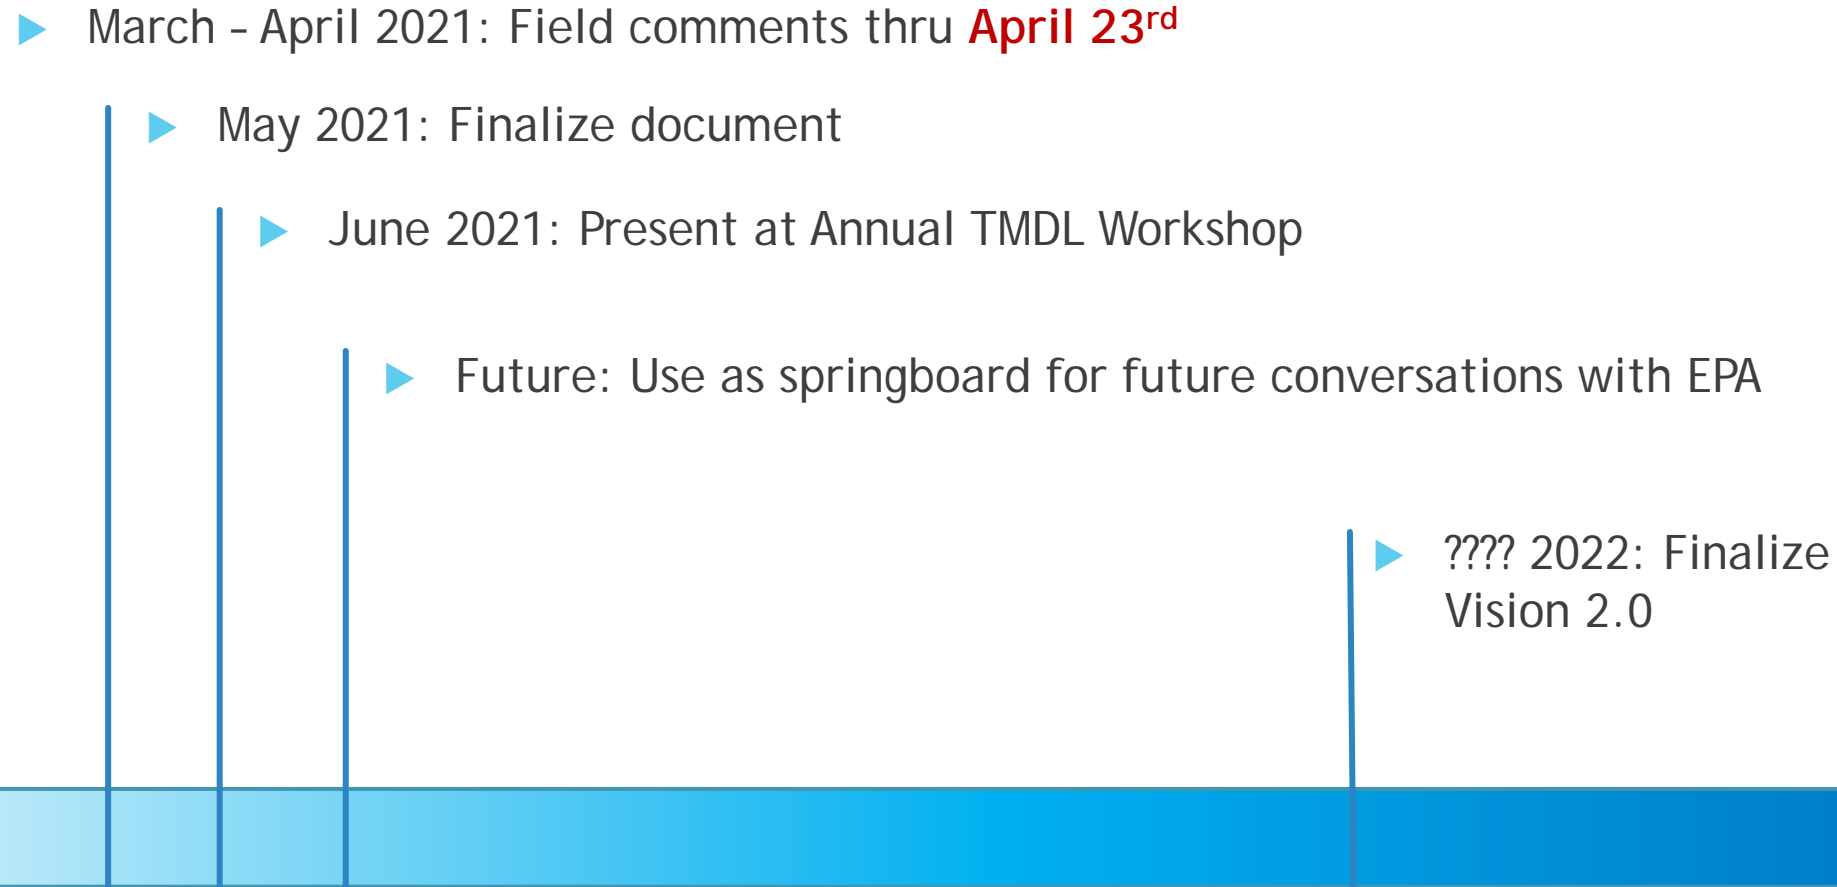 March – April 2021: Field comments thru April 23rd
May 2021: Finalize document
June 2021: Present at Annual TMDL Workshop
Future: Use as springboard for future conversations with EPA
???? 2022: Finalize
Vision 2.0